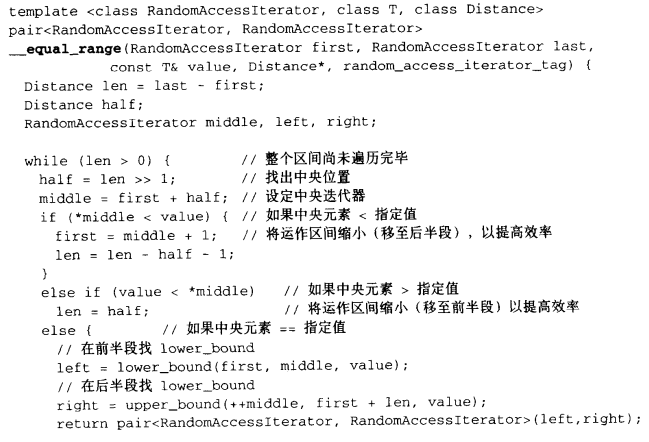 template <class RandomAccessIterator, class T, class Distance>
pair<RandomAccessIterator, RandomAccessIterator>
__equal_range(RandomAccessIterator first, RandomAccessIterator last,
              const T& value, Distance*, random_access_iterator_tag) {
  Distance len = last - first;
  Distance half;
  RandomAccessIterator middle, left, right;

  while (len > 0) {         // 整个区间尚未遍历完毕
    half = len >> 1;        // 找出中央位置
    middle = first + half;  // 设定中央迭代器
    if (*middle < value) {  // 如果中央元素 < 指定值
      first = middle + 1;   // 将运作区间缩小（移至后半段），以提高效率
      len = len - half - 1;
    }
    else if (value < *middle)    // 如果中央元素 > 指定值
      len = half;                // 将运作区间缩小（移至前半段）以提高效率
    else {         // 如果中央元素 == 指定值
      // 在前半段找 lower_bound
      left = lower_bound(first, middle, value);
      // 在后半段找 lower_bound
      right = upper_bound(++middle, first + len, value);
      return pair<RandomAccessIterator, RandomAccessIterator>(left,right);